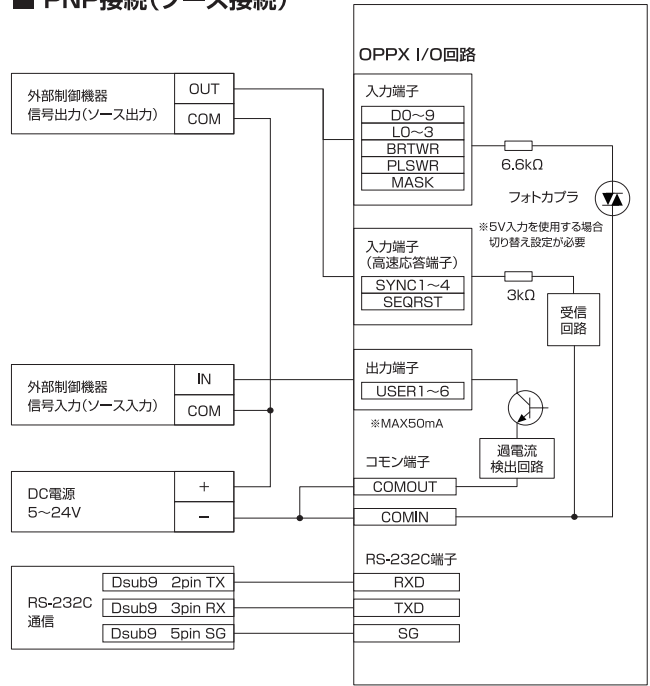 ■ PNP接続(ソース接続)
OPPX I/O回路
外部制御機器
信号出力(ソース出力)
OUT
COM
入力端子
D0～9
L0～3
BRTWR
PLSWR
MASK
6.6kΩ
フォトカプラ
※5V入力を使用する場合
切り替え設定が必要
入力端子
(高速応答端子)
SYNC1～4
SEQRST
3kΩ
受信
回路
外部制御機器
信号入力(ソース入力)
IN
COM
出力端子
USER1～6
※MAX50mA
過電流
検出回路
DC電源
5～24V
+
−
コモン端子
COMOUT
COMIN
RS-232C
通信
Dsub9 2pin TX
Dsub9 3pin RX
Dsub9 5pin SG
RS-232C端子
RXD
TXD
SG